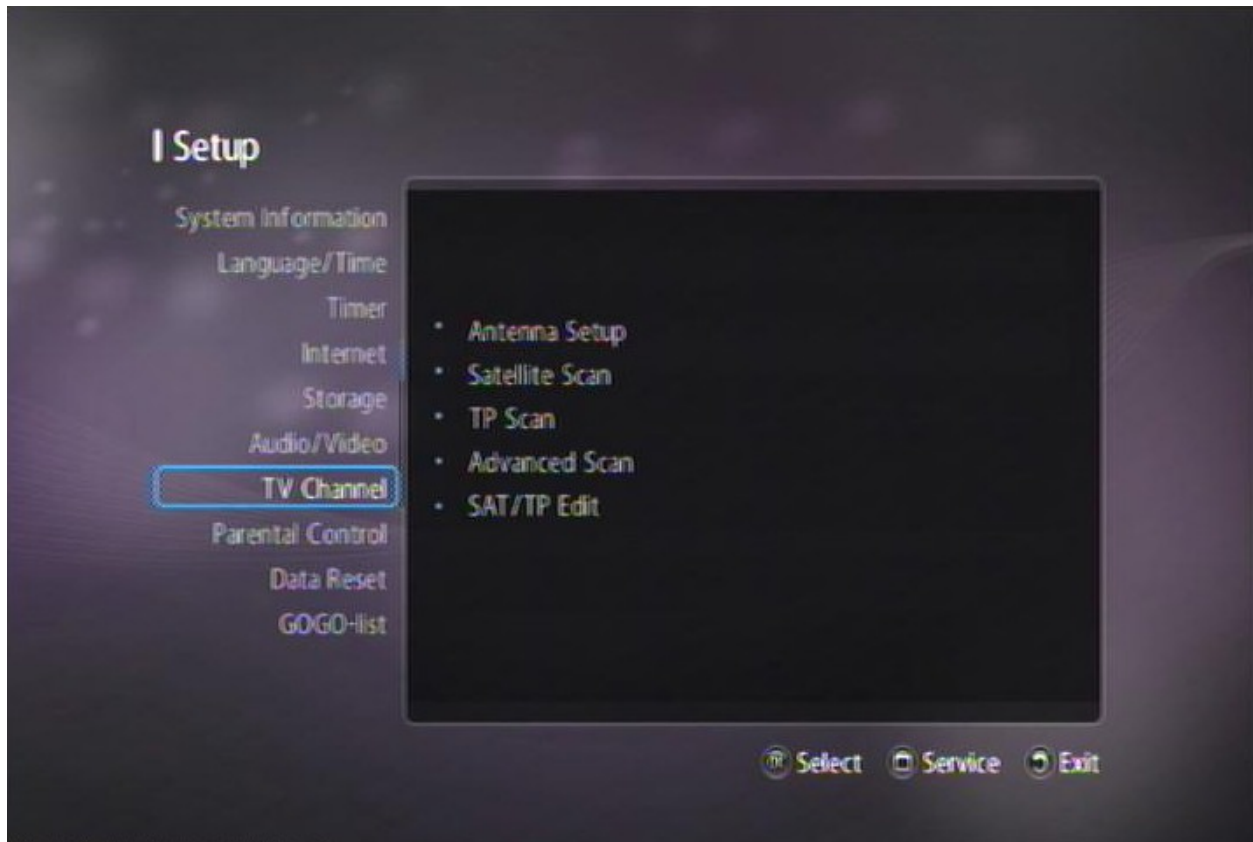 Setup
System Information
Language/Time
Timer
Internet
Storage
Audio/Video
TV Channel
Parental Control
Data Reset
GOGO-list
Antenna Setup
Satellite Scan
TP Scan
Advanced Scan
SAT/TP Edit
Select Service Exit